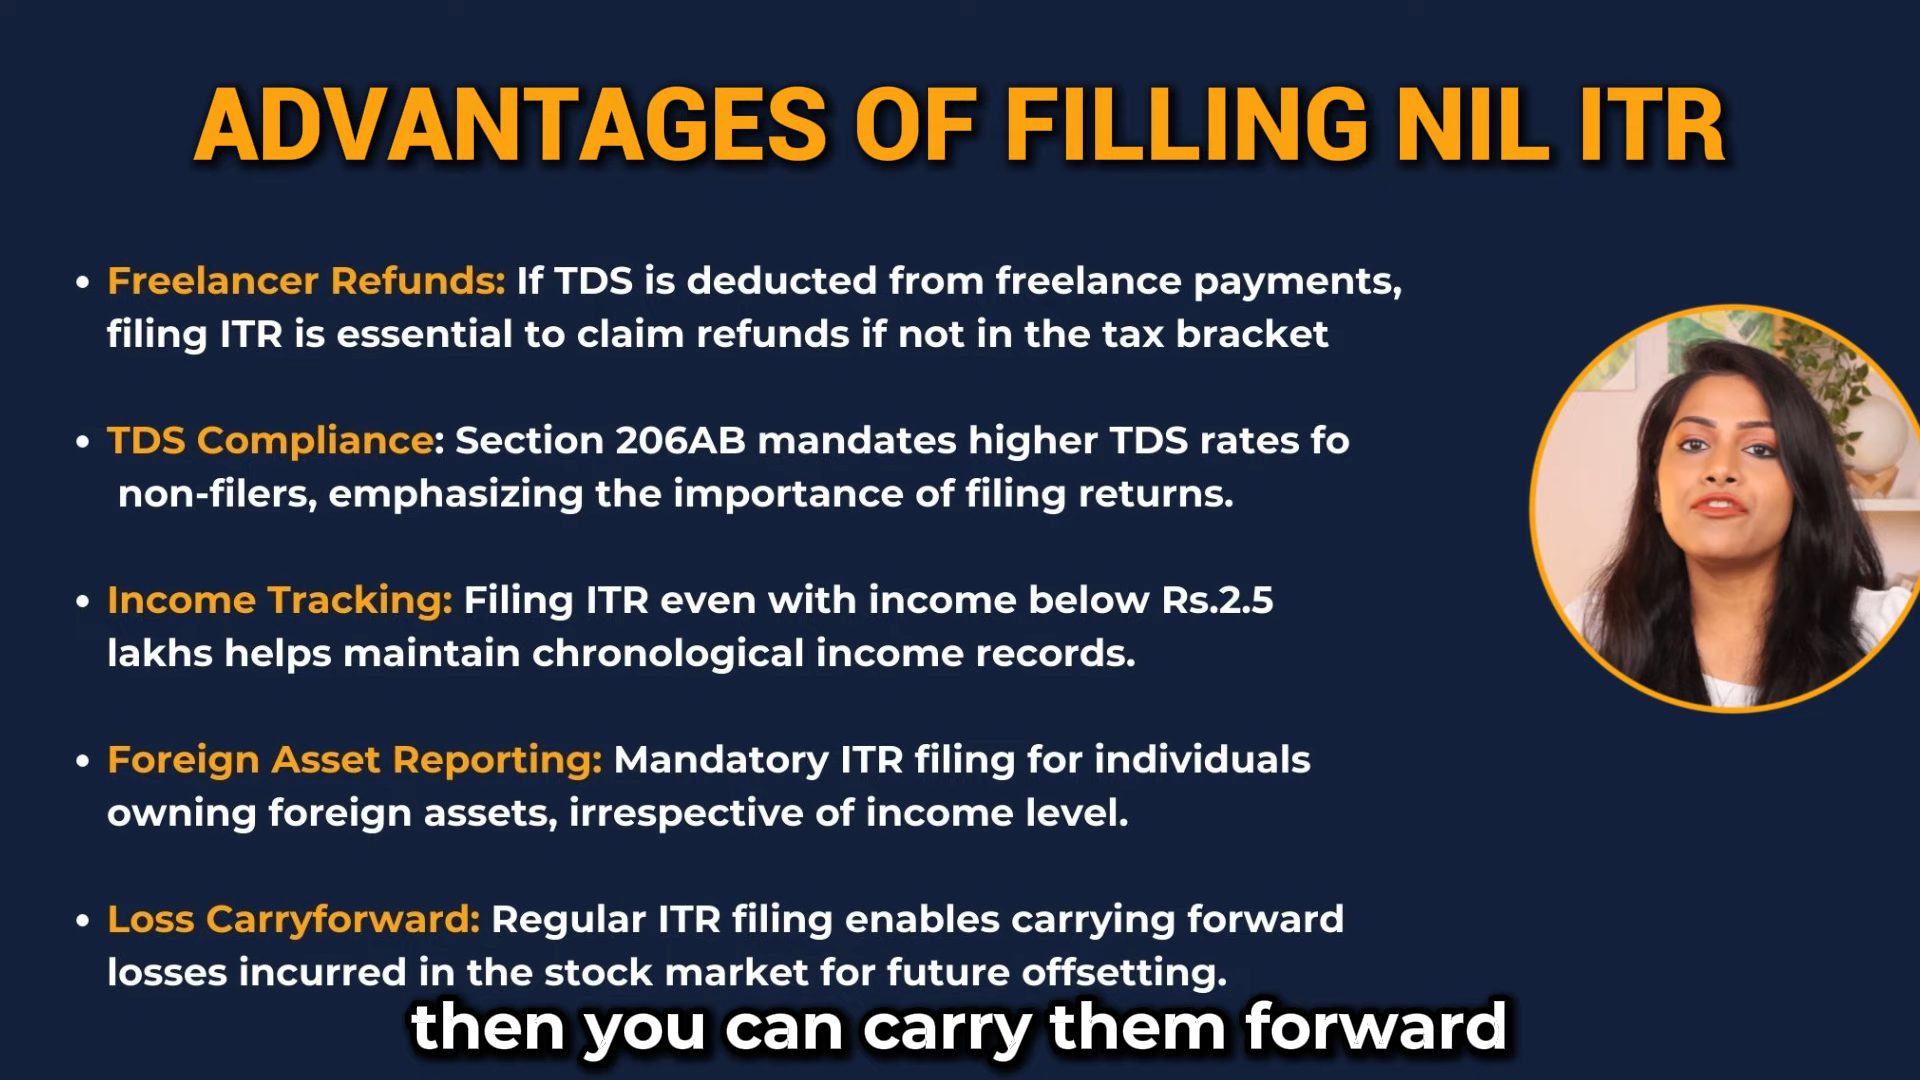 ADVANTAGES OF FILLING NIL ITR
• Freelancer Refunds: If TDS is deducted from freelance payments,
filing ITR is essential to claim refunds if not in the tax bracket
• TDS Compliance: Section 206AB mandates higher TDS rates fo
non-filers, emphasizing the importance of filing returns.
• Income Tracking: Filing ITR even with income below Rs.2.5
lakhs helps maintain chronological income records.
• Foreign Asset Reporting: Mandatory ITR filing for individuals
owning foreign assets, irrespective of income level.
• Loss Carryforward: Regular ITR filing enables carrying forward
losses incurred in the stock market for future offsetting.
then you can carry them forward